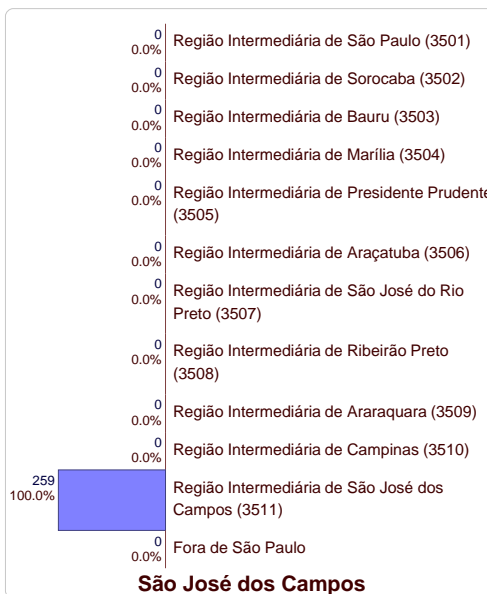 0
0.0%
Região Intermediária de São Paulo (3501)
0
0.0%
Região Intermediária de Sorocaba (3502)
0
0.0%
Região Intermediária de Bauru (3503)
0
0.0%
Região Intermediária de Marília (3504)
0
0.0%
Região Intermediária de Presidente Prudente
(3505)
0
0.0%
Região Intermediária de Araçatuba (3506)
0
0.0%
Região Intermediária de São José do Rio
Preto (3507)
0
0.0%
Região Intermediária de Ribeirão Preto
(3508)
0
0.0%
Região Intermediária de Araraquara (3509)
0
0.0%
Região Intermediária de Campinas (3510)
259
100.0%
Região Intermediária de São José dos
Campos (3511)
0
0.0%
Fora de São Paulo
São José dos Campos